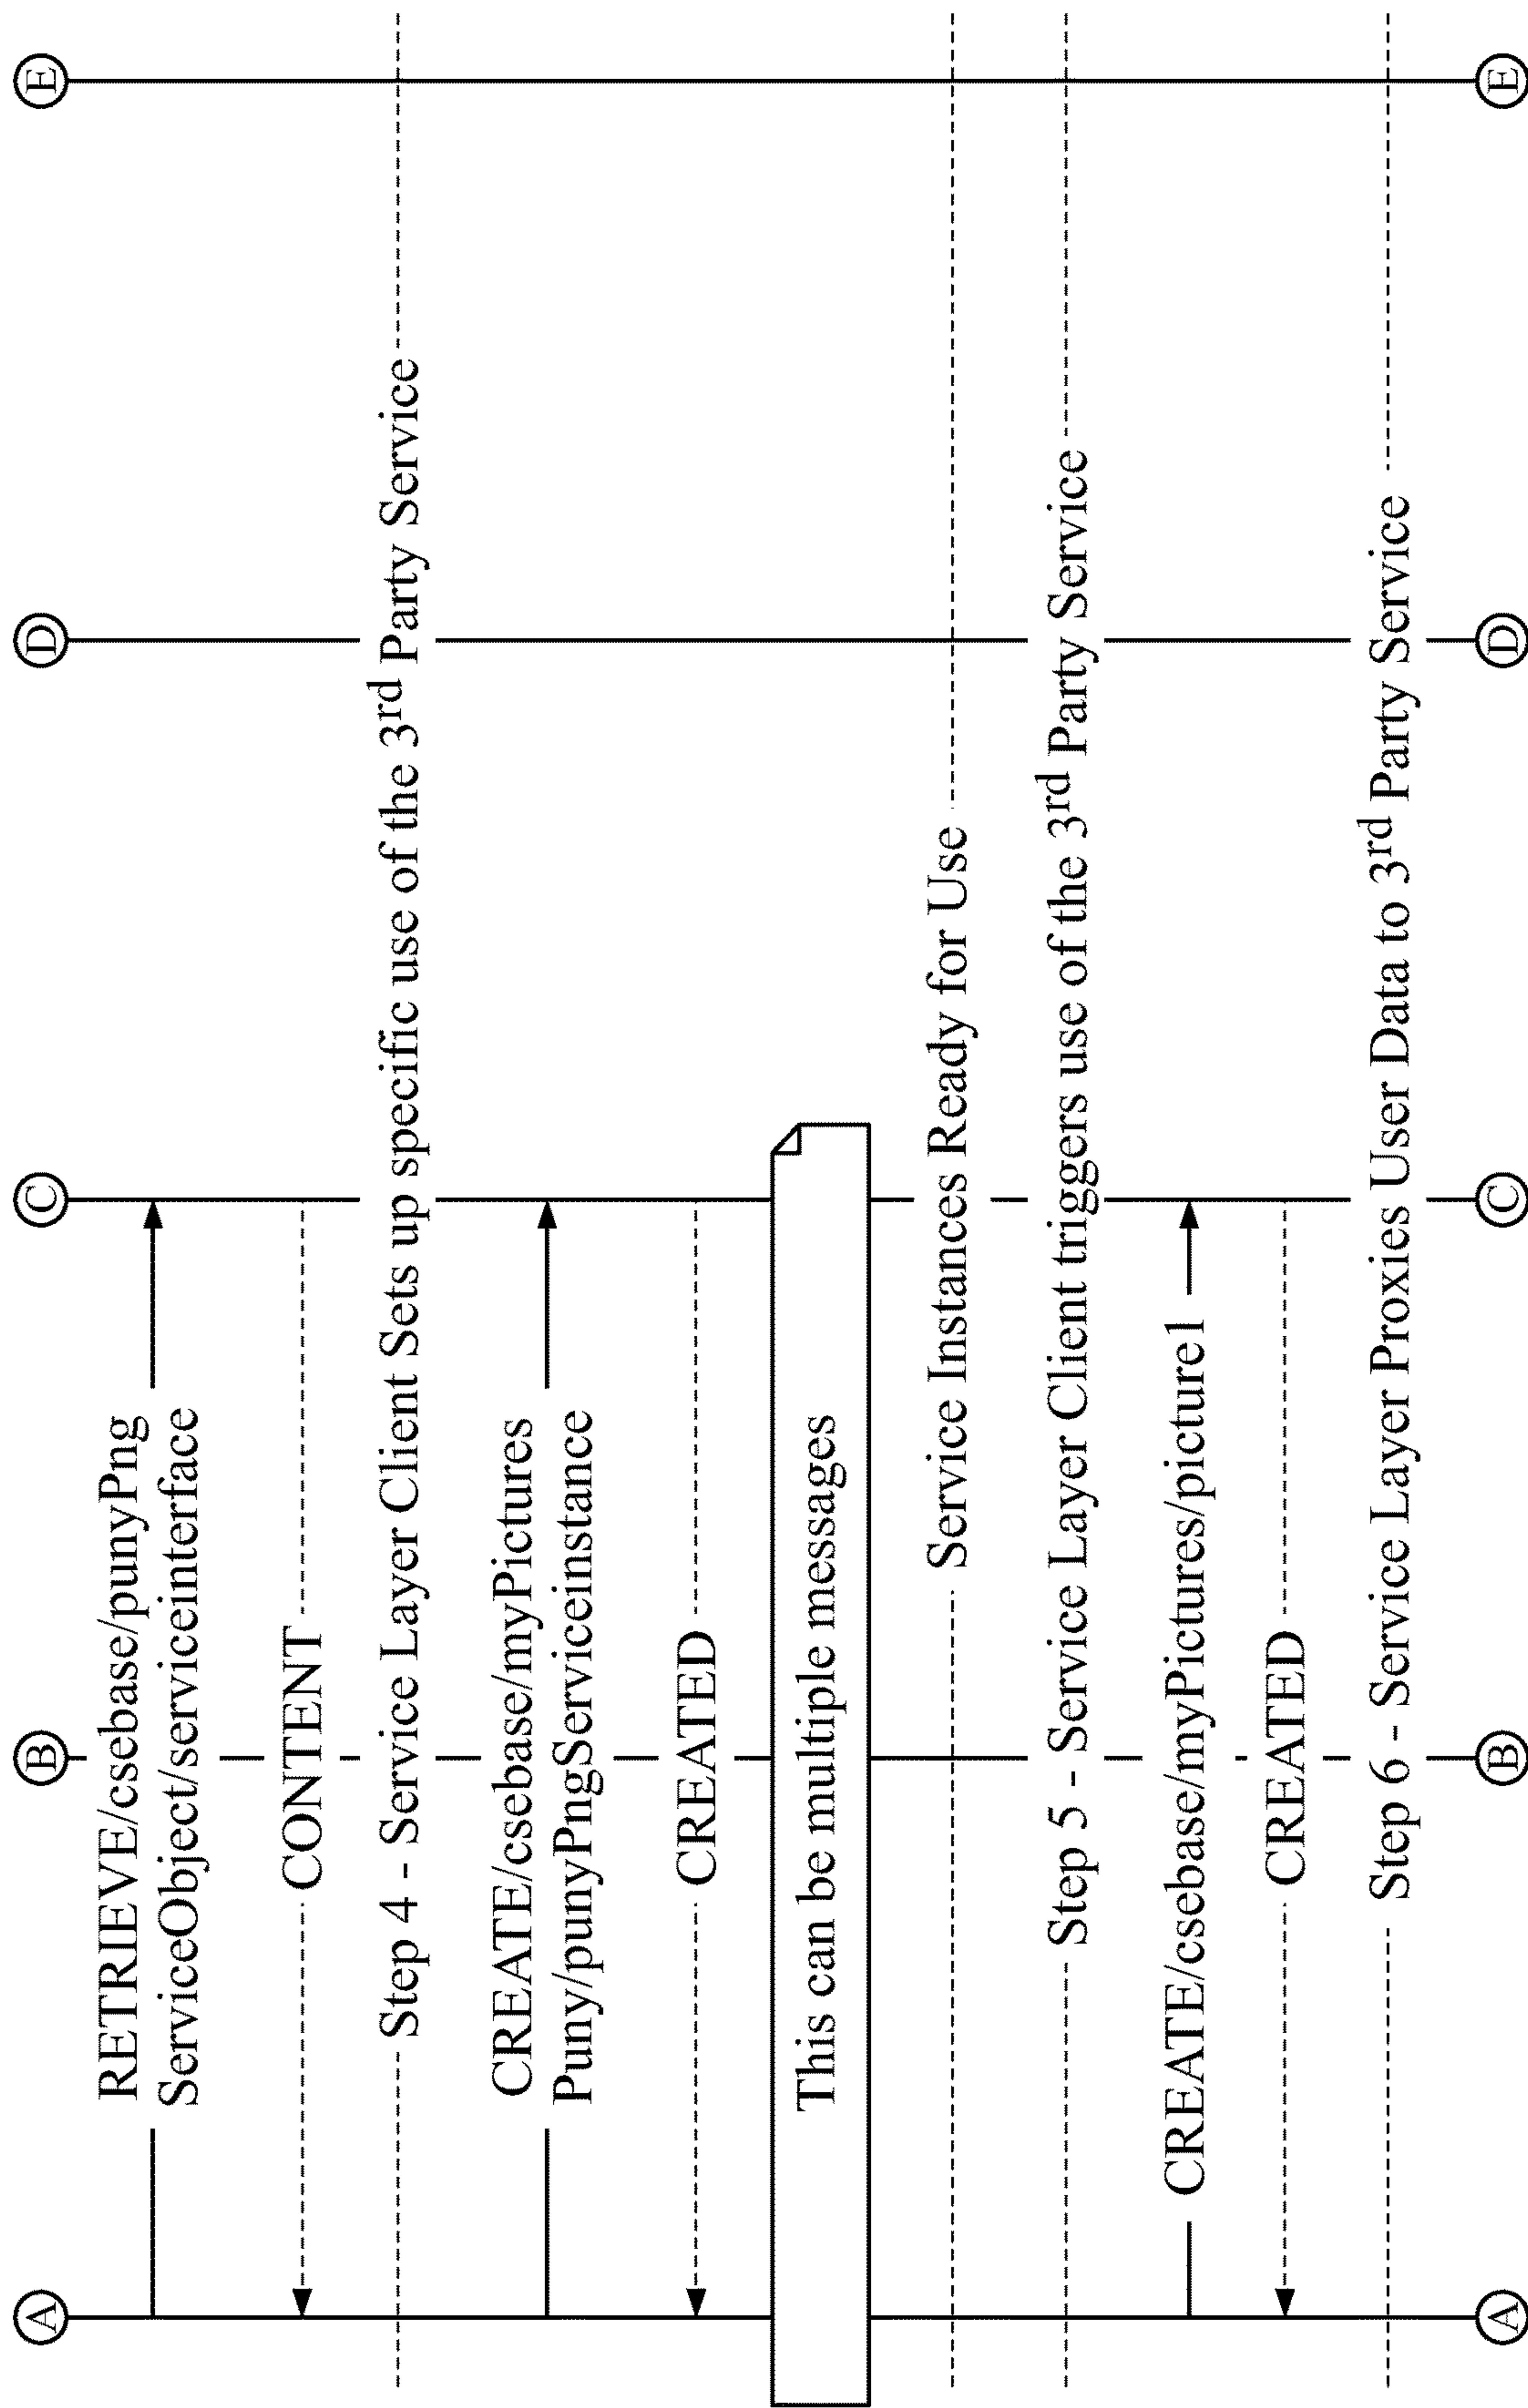 A
B
C
D
E
RETRIEVE/csebase/punyPng
ServiceObject/serviceinterface
CONTENT
Step 4 - Service Layer Client Sets up specific use of the 3rd Party Service
CREATE/csebase/myPictures
Puny/punyPngServiceinstance
CREATED
This can be multiple messages
Service Instances Ready for Use
Step 5 - Service Layer Client triggers use of the 3rd Party Service
CREATE/csebase/myPictures/picture1
CREATED
Step 6 - Service Layer Proxies User Data to 3rd Party Service
A
B
C
D
E